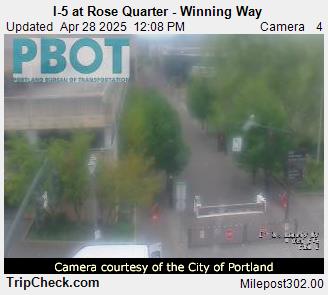 I-5 at Rose Quarter - Winning Way
Updated Apr 28 2025 12:08 PM Camera 4
PBOT
PORTLAND BUREAU OF TRANSPORTATION
Camera courtesy of the City of Portland
TripCheck.com Milepost302.00